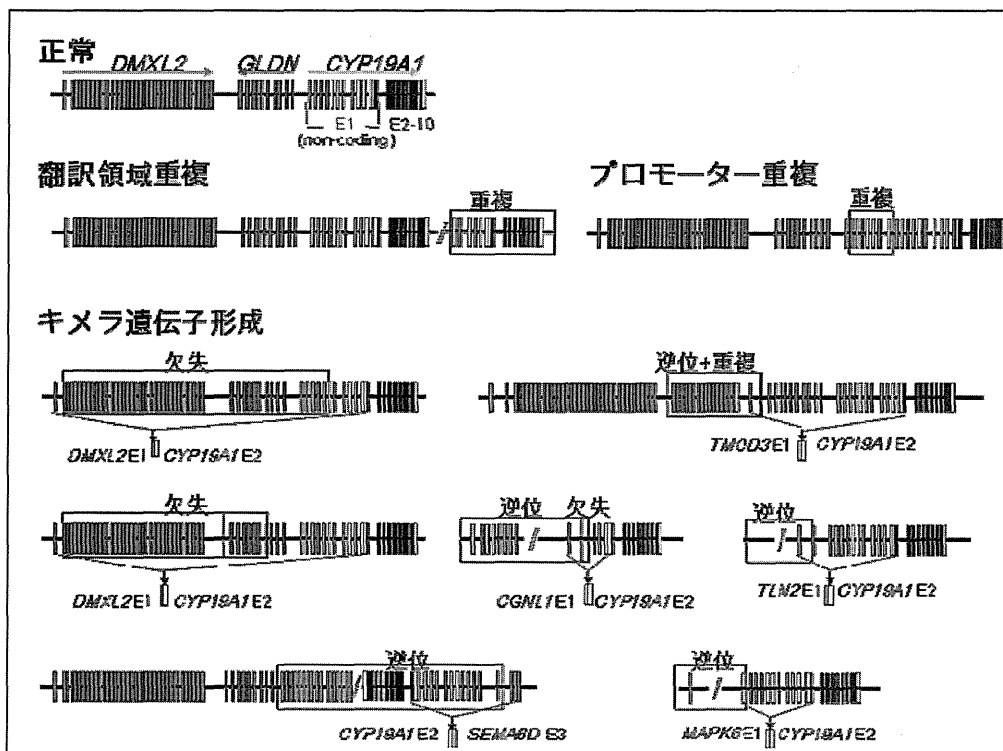 正常
DMXL2 GLDN CYP19A1
E1 E2-10
(non-coding)
翻訳領域重複 プロモーター重複
重複 重複
キメラ遺伝子形成
欠失 逆位+重複
DMXL2E1 CYP19A1E2 TMOD3E1 CYP19A1E2
欠失 逆位 欠失 逆位
DMXL2E1 CYP19A1E2 CGNL1E1 CYP19A1E2 TLN2E1 CYP19A1E2
逆位 逆位
CYP19A1E2 SEMA6D E3 MAPK6E1 CYP19A1E2